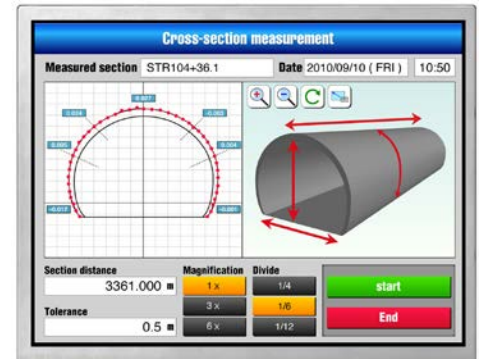 Cross-section measurement
Measured section STR104+36.1 Date 2010/09/10 ( FRI ) 10:50
0.007
0.004 -0.003
0.005 0.004
-0.017 -0.001
Section distance Magnification Divide
3361.000 m 1 x 1/4 start
Tolerance 3 x 1/6 End
0.5 m 6 x 1/12